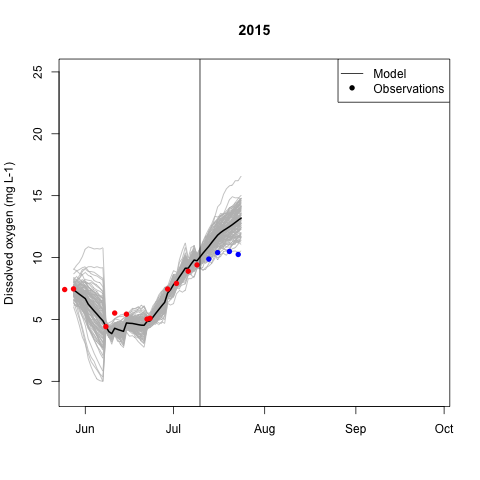 2015
Dissolved oxygen (mg L-1)
25
20
15
10
5
0
Model
Observations
Jun
Jul
Aug
Sep
Oct